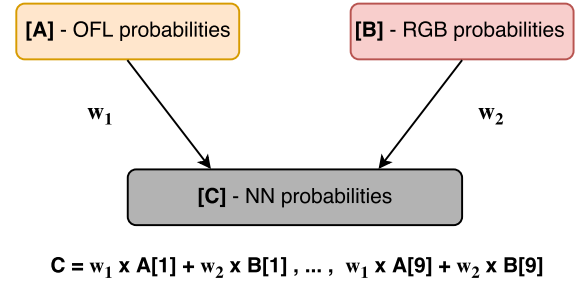 [A] - OFL probabilities
[B] - RGB probabilities
w₁
w₂
[C] - NN probabilities
C = w₁ x A[1] + w₂ x B[1] , ... , w₁ x A[9] + w₂ x B[9]